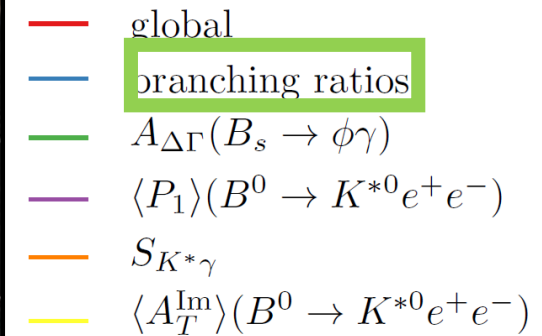 global
branching ratios
A_{ΔΓ}(B_s → ϕγ)
⟨P_1⟩(B^0 → K^{*0}e^+e^−)
S_{K^*γ}
⟨A_T^{Im}⟩(B^0 → K^{*0}e^+e^−)